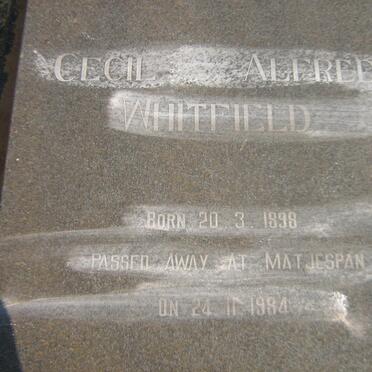 CECIL ALFRED
WHITFIELD
BORN 20 3 1898
PASSED AWAY AT MATJESPAN
ON 24 11 1984